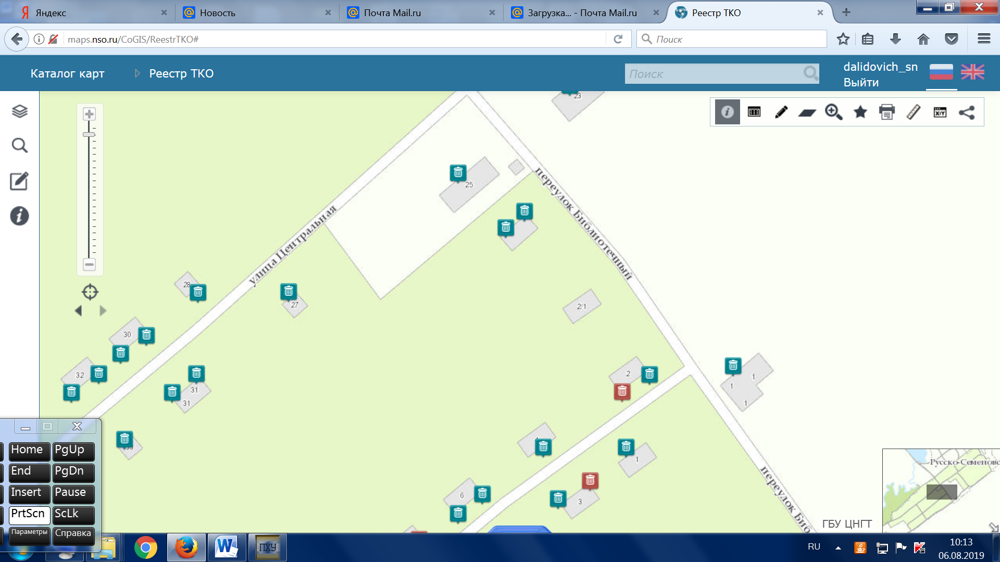 Яндекс
Новость
Почта Mail.ru
Загрузка... - Почта Mail.ru
Реестр ТКО
maps.nso.ru/CoGIS/ReestrTKO#
Поиск
Каталог карт
Реестр ТКО
Поиск
dalidovich_sn
Выйти
23
25
переулок Библиотечный
улица Центральная
28
27
2/1
30
32
2
31
31
1
1
1
1
6
3
переулок Биб
Русско-Семеновс
ГБУ ЦНГТ
Home
PgUp
End
PgDn
Insert
Pause
PrtScn
ScLk
Параметры
Справка
ПХУ
RU
10:13
06.08.2019